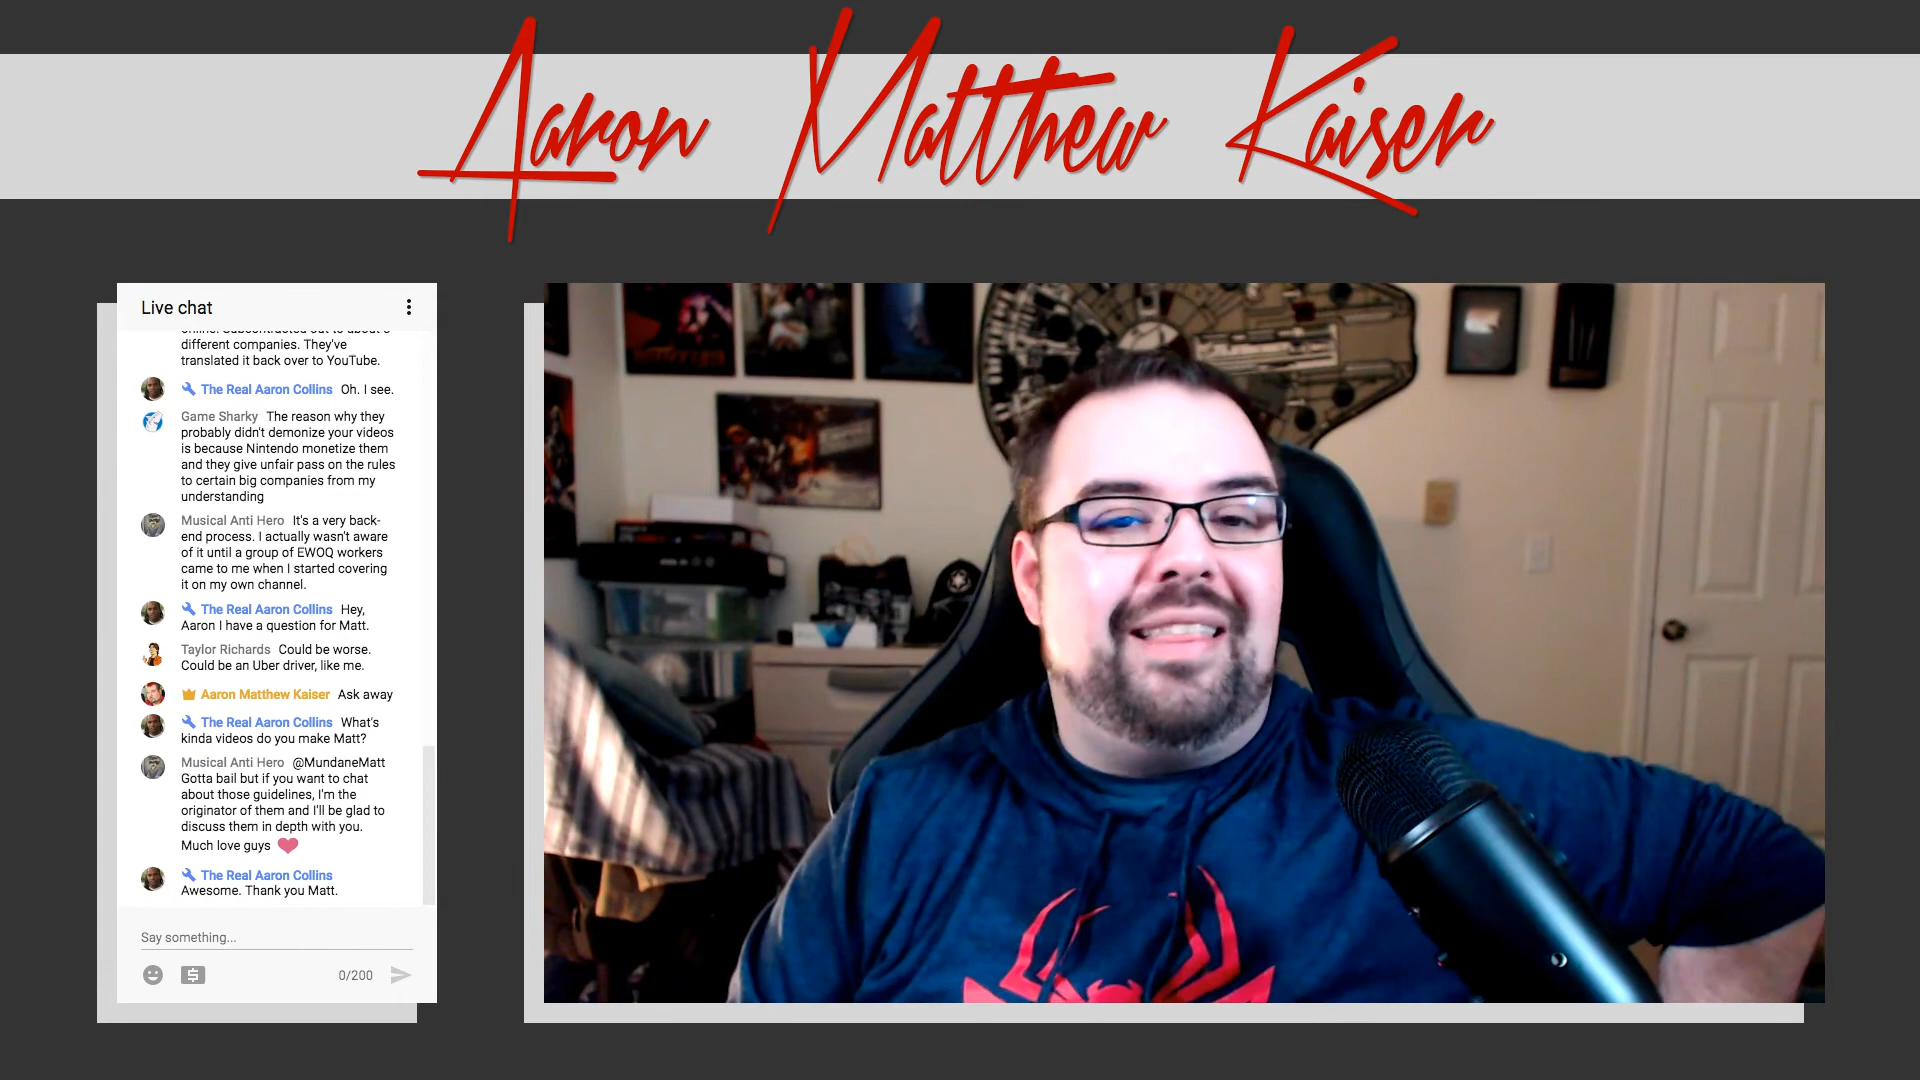 Aaron Matthew Kaiser
Live chat
different companies. They've
translated it back over to YouTube.
The Real Aaron Collins Oh. I see.
Game Sharky The reason why they
probably didn't demonize your videos
is because Nintendo monetize them
and they give unfair pass on the rules
to certain big companies from my
understanding
Musical Anti Hero It's a very back-
end process. I actually wasn't aware
of it until a group of EWOQ workers
came to me when I started covering
it on my own channel.
The Real Aaron Collins Hey,
Aaron I have a question for Matt.
Taylor Richards Could be worse.
Could be an Uber driver, like me.
Aaron Matthew Kaiser Ask away
The Real Aaron Collins What's
kinda videos do you make Matt?
Musical Anti Hero @MundaneMatt
Gotta bail but if you want to chat
about those guidelines, I'm the
originator of them and I'll be glad to
discuss them in depth with you.
Much love guys
The Real Aaron Collins
Awesome. Thank you Matt.
Say something...
0/200